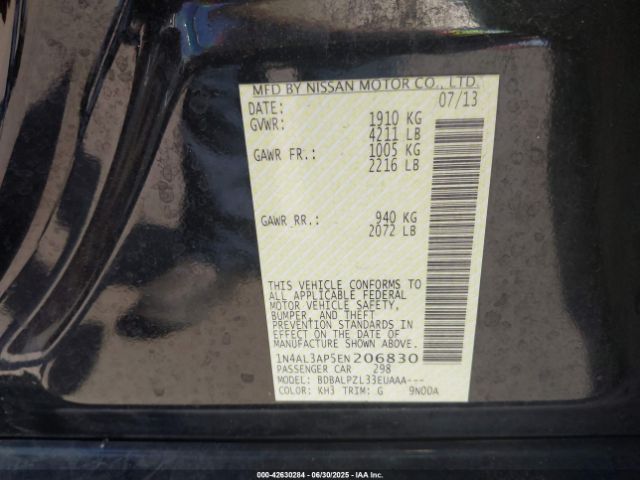 MFD BY NISSAN MOTOR CO., LTD.
DATE: 07/13
GVWR: 1910 KG
4211 LB
GAWR FR.: 1005 KG
2216 LB
GAWR RR.: 940 KG
2072 LB
THIS VEHICLE CONFORMS TO
ALL APPLICABLE FEDERAL
MOTOR VEHICLE SAFETY,
BUMPER, AND THEFT
PREVENTION STANDARDS IN
EFFECT ON THE DATE OF
MANUFACTURE SHOWN ABOVE.
1N4AL3AP5EN206830
PASSENGER CAR 298
MODEL: BDBALPZL33EUAAA---
COLOR: KH3 TRIM: G 9N00A
000-42630284 - 06/30/2025 - IAA Inc.